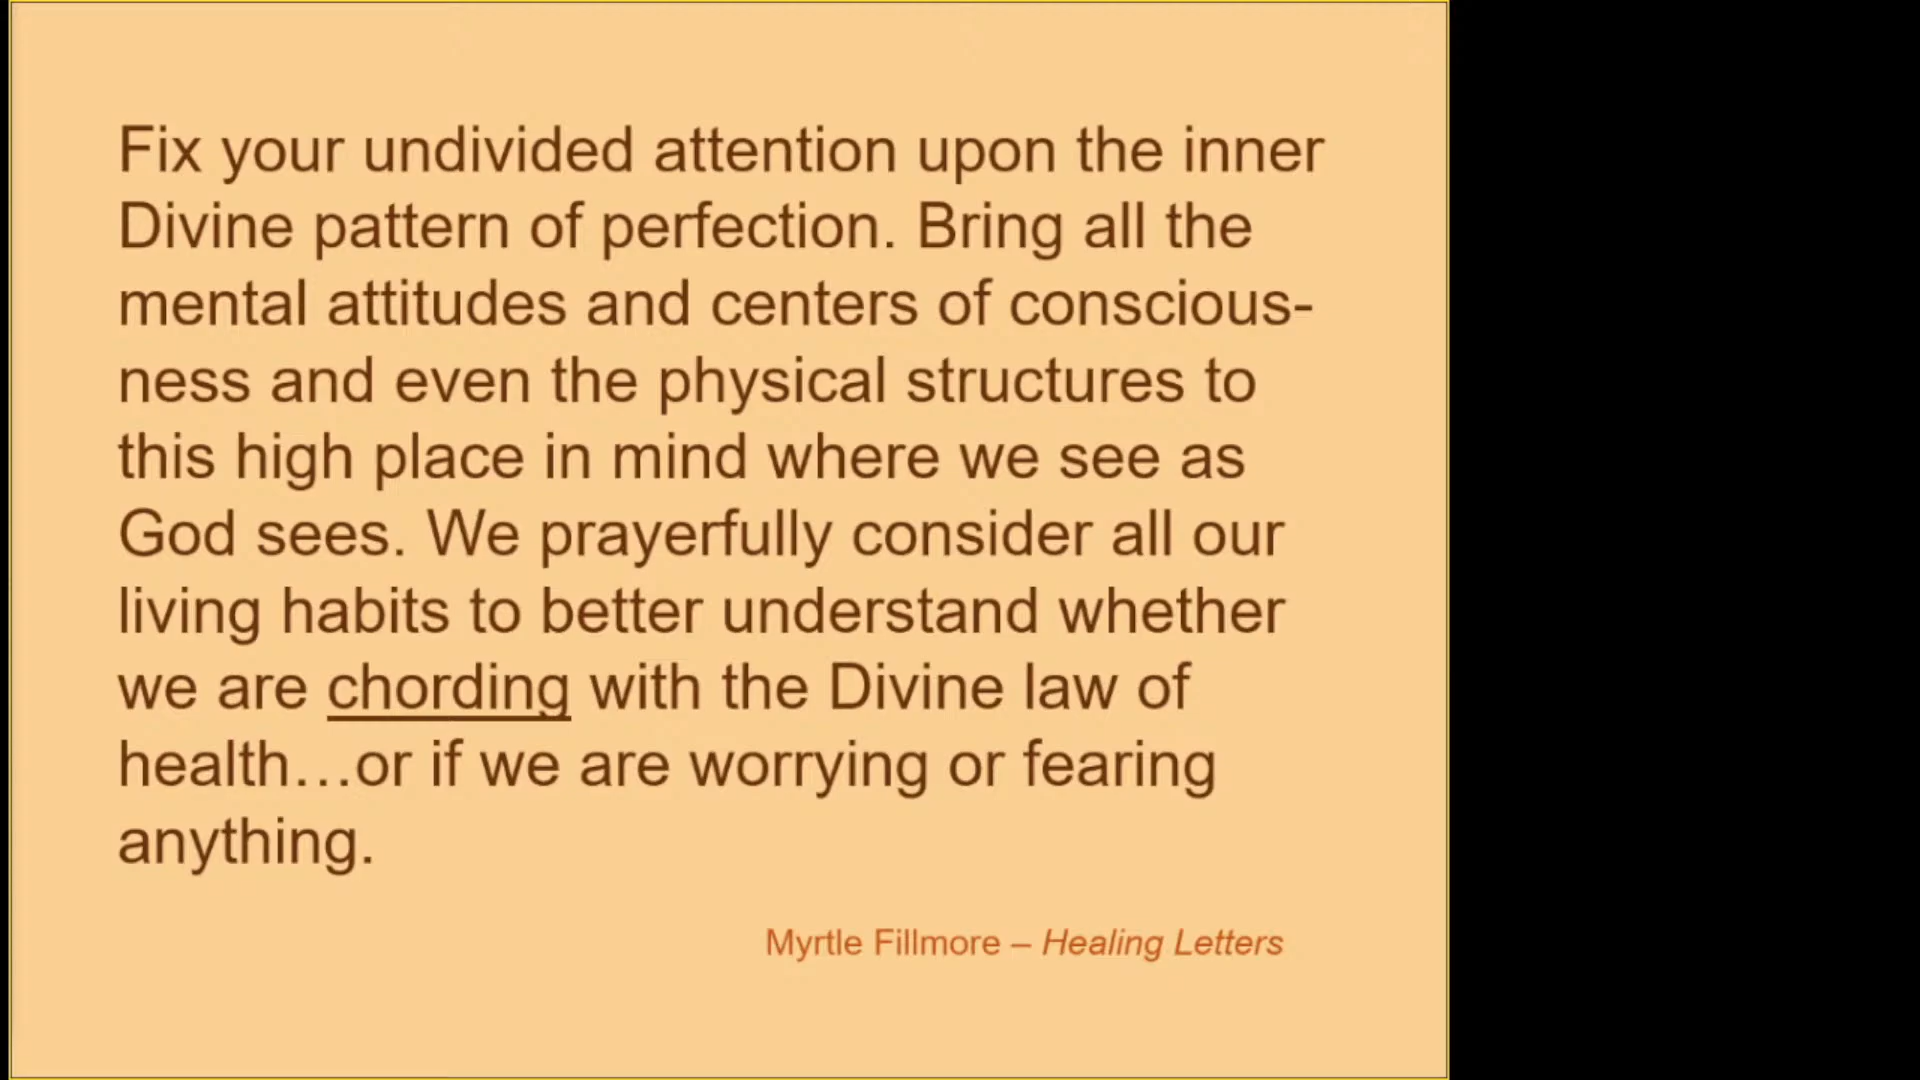 Fix your undivided attention upon the inner
Divine pattern of perfection. Bring all the
mental attitudes and centers of conscious-
ness and even the physical structures to
this high place in mind where we see as
God sees. We prayerfully consider all our
living habits to better understand whether
we are chording with the Divine law of
health…or if we are worrying or fearing
anything.
Myrtle Fillmore – Healing Letters